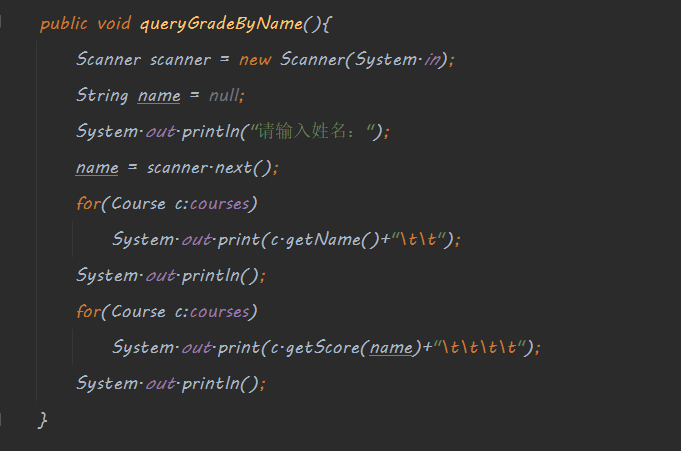 public void queryGradeByName(){
Scanner scanner = new Scanner(System.in);
String name = null;
System.out.println("请输入姓名：");
name = scanner.next();
for(Course c:courses)
System.out.print(c.getName()+"\t\t");
System.out.println();
for(Course c:courses)
System.out.print(c.getScore(name)+"\t\t\t\t");
System.out.println();
}